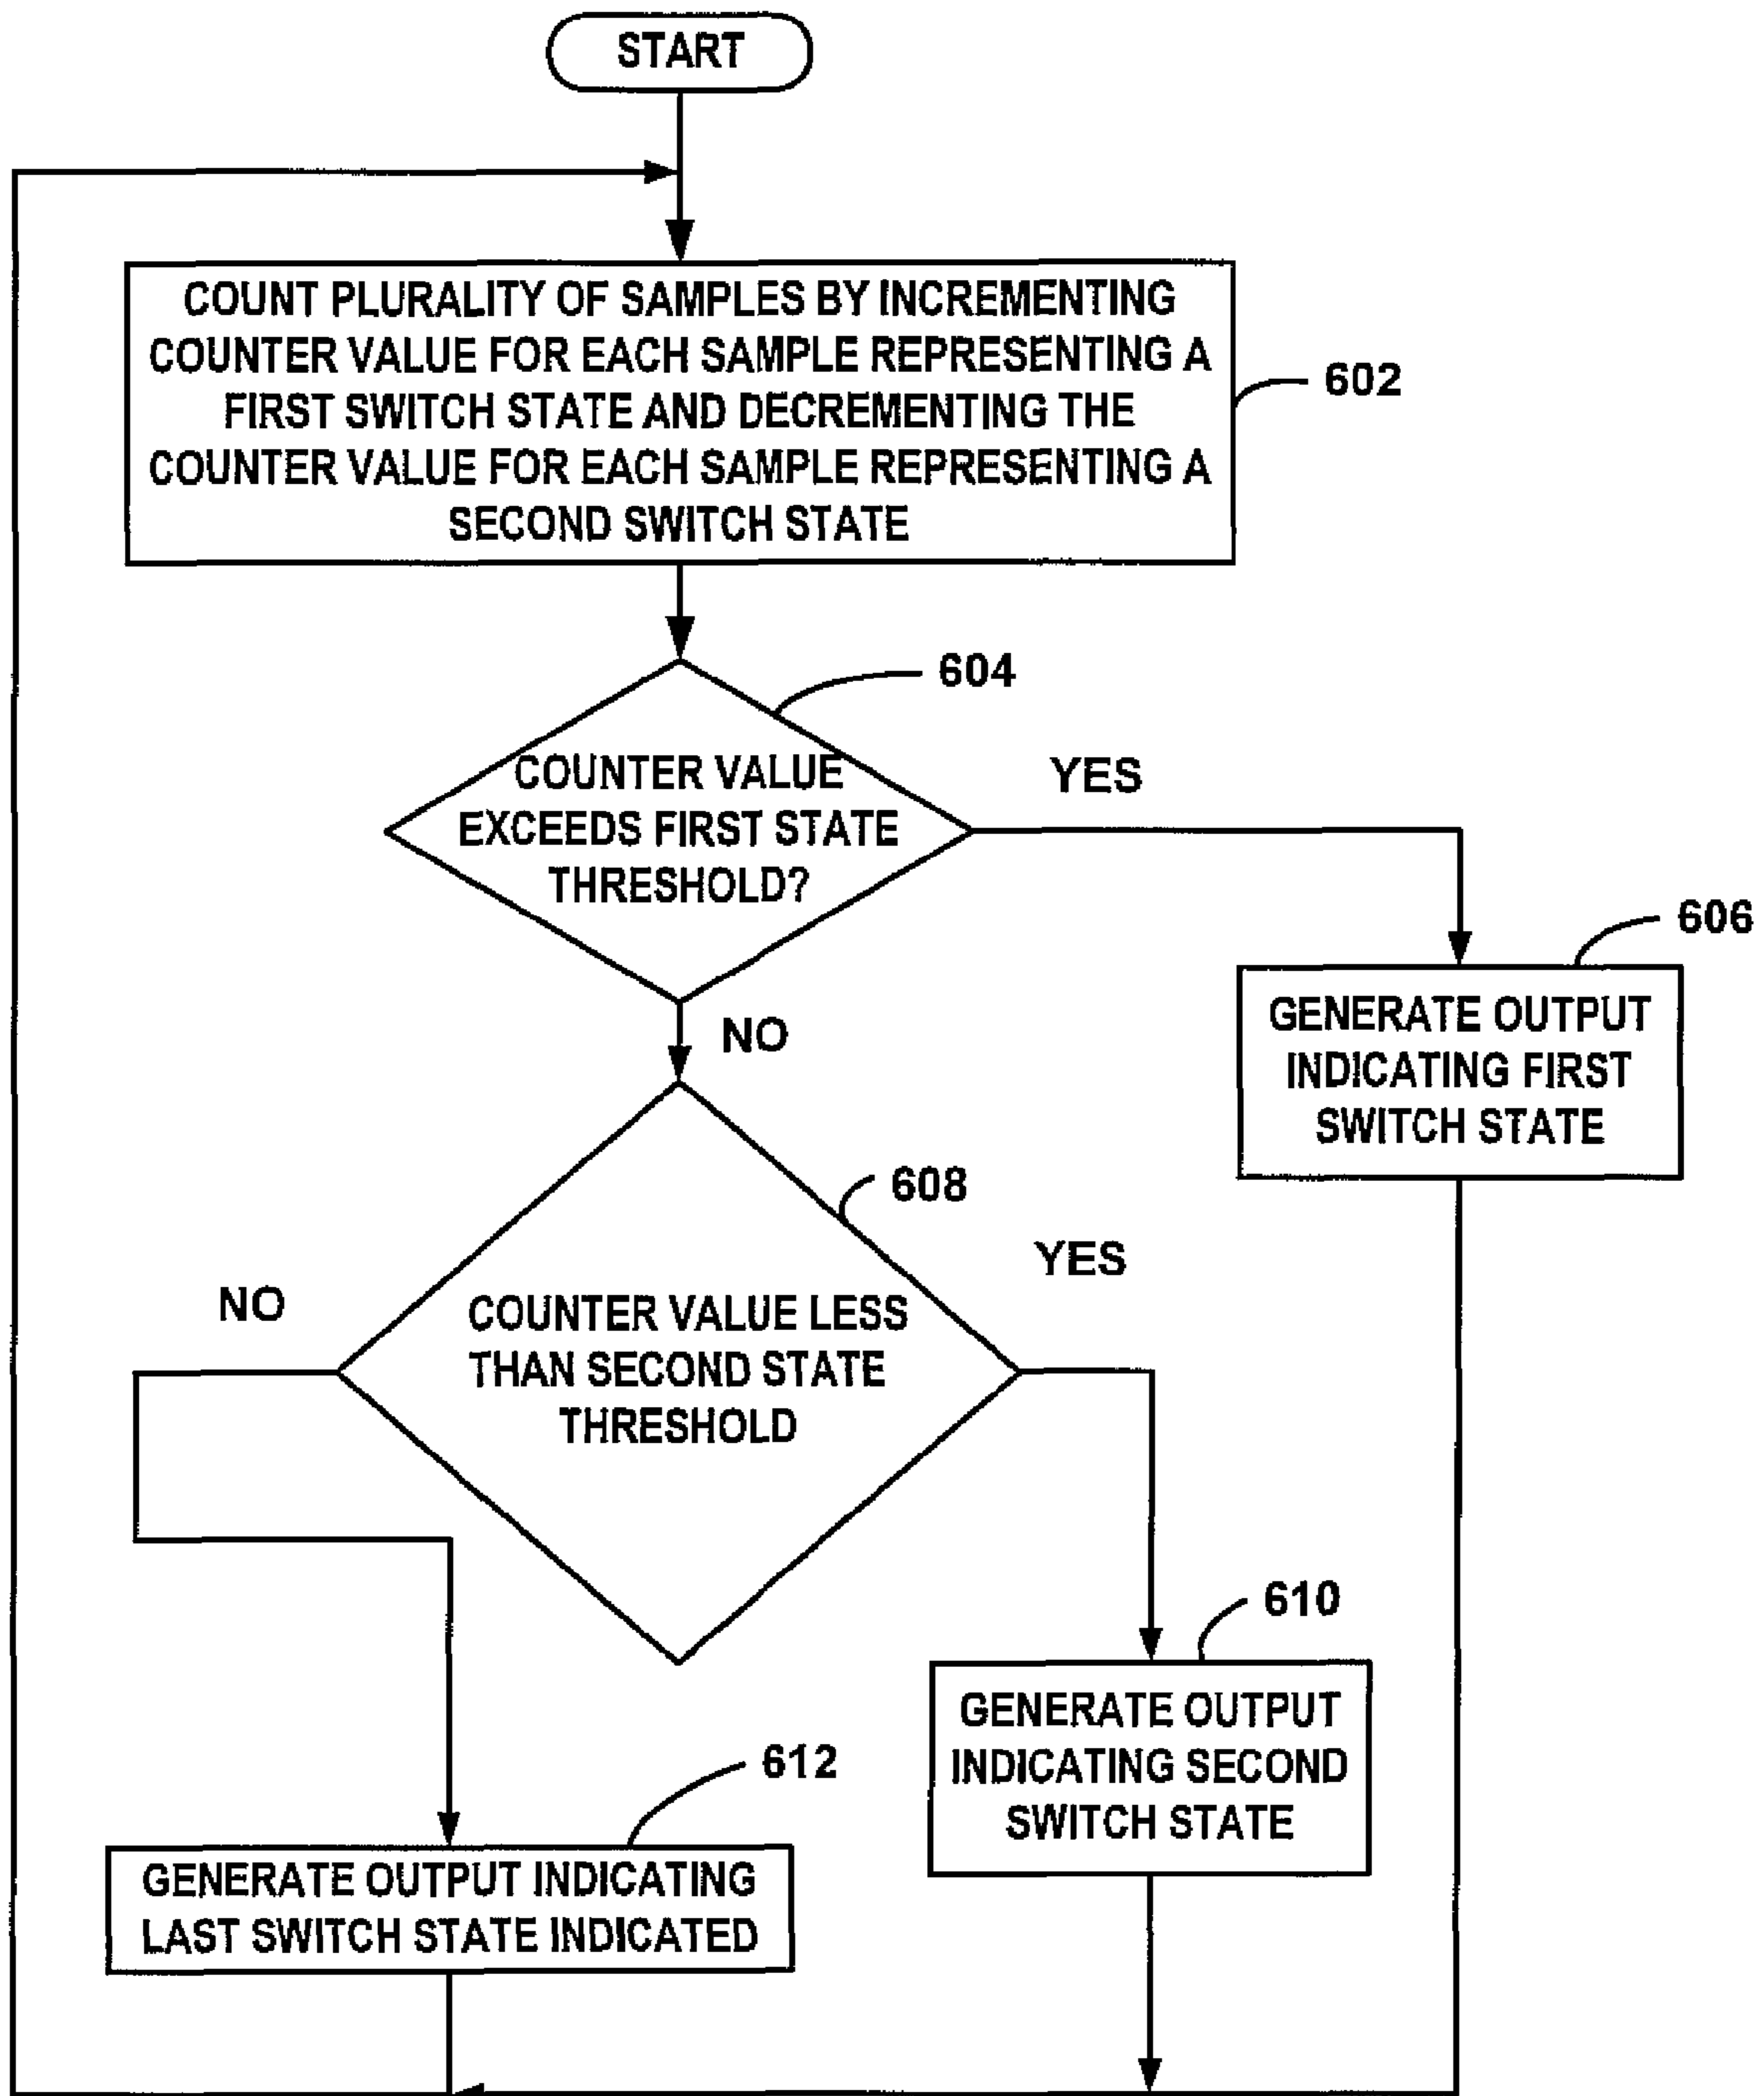 START
COUNT PLURALITY OF SAMPLES BY INCREMENTING
COUNTER VALUE FOR EACH SAMPLE REPRESENTING A
FIRST SWITCH STATE AND DECREMENTING THE
COUNTER VALUE FOR EACH SAMPLE REPRESENTING A
SECOND SWITCH STATE
602
604
COUNTER VALUE
EXCEEDS FIRST STATE
THRESHOLD?
YES
NO
606
GENERATE OUTPUT
INDICATING FIRST
SWITCH STATE
608
COUNTER VALUE LESS
THAN SECOND STATE
THRESHOLD
YES
NO
610
GENERATE OUTPUT
INDICATING SECOND
SWITCH STATE
612
GENERATE OUTPUT INDICATING
LAST SWITCH STATE INDICATED